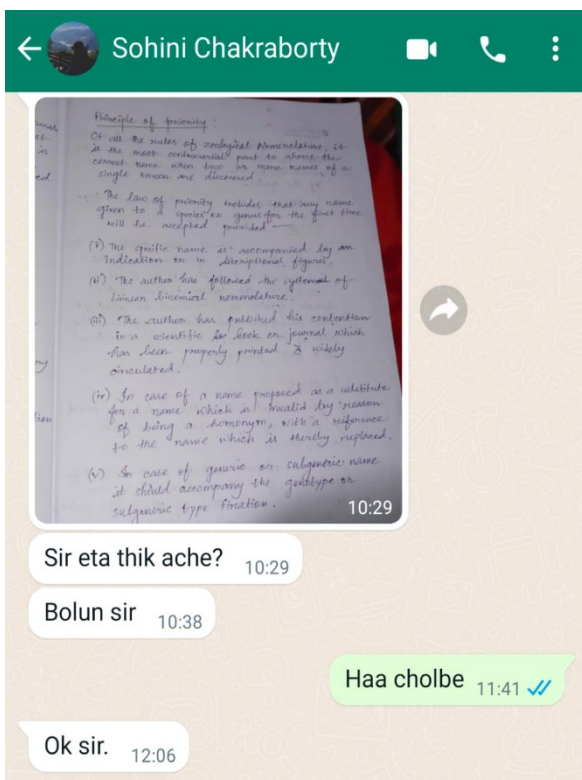 Sohini Chakraborty
Principle of priority :
Of all the rules of zoological Nomenclature, it
is the most controversial point to choose the
correct name when two or more names of a
single taxon are discovered.
The law of priority includes that any name
given to a species or genus for the first time
will be accepted provided —
(i) The specific name is accompanied by an
indication or in descriptional figures.
(ii) The author has followed the of
binomical nomenclature.
(iii) The author has published his contention
in a scientific book or journal which
has been properly printed & widely
circulated.
(iv) In case of a name proposed as a
for a name which is invalid by reason
of being a homonym, with a reference
to the name which is thereby replaced.
(v) In case of generic or subgeneric name
it should accompany the genotype or
subgeneric type fixation.
10:29
Sir eta thik ache? 10:29
Bolun sir 10:38
Haa cholbe 11:41
Ok sir. 12:06